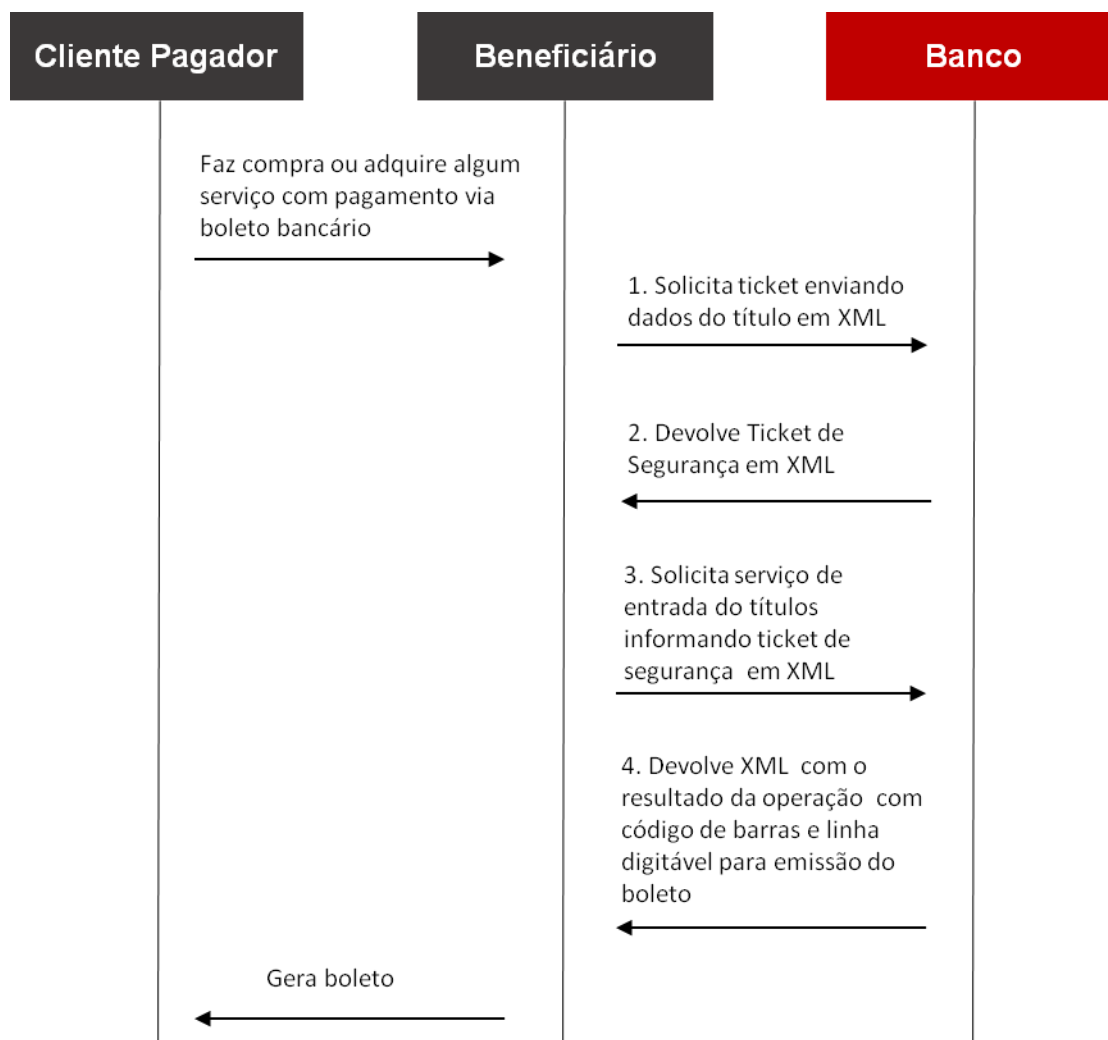 Cliente Pagador
Beneficiário
Banco
Faz compra ou adquire algum
serviço com pagamento via
boleto bancário
1. Solicita ticket enviando
dados do título em XML
2. Devolve Ticket de
Segurança em XML
3. Solicita serviço de
entrada do títulos
informando ticket de
segurança em XML
4. Devolve XML com o
resultado da operação com
código de barras e linha
digitável para emissão do
boleto
Gera boleto